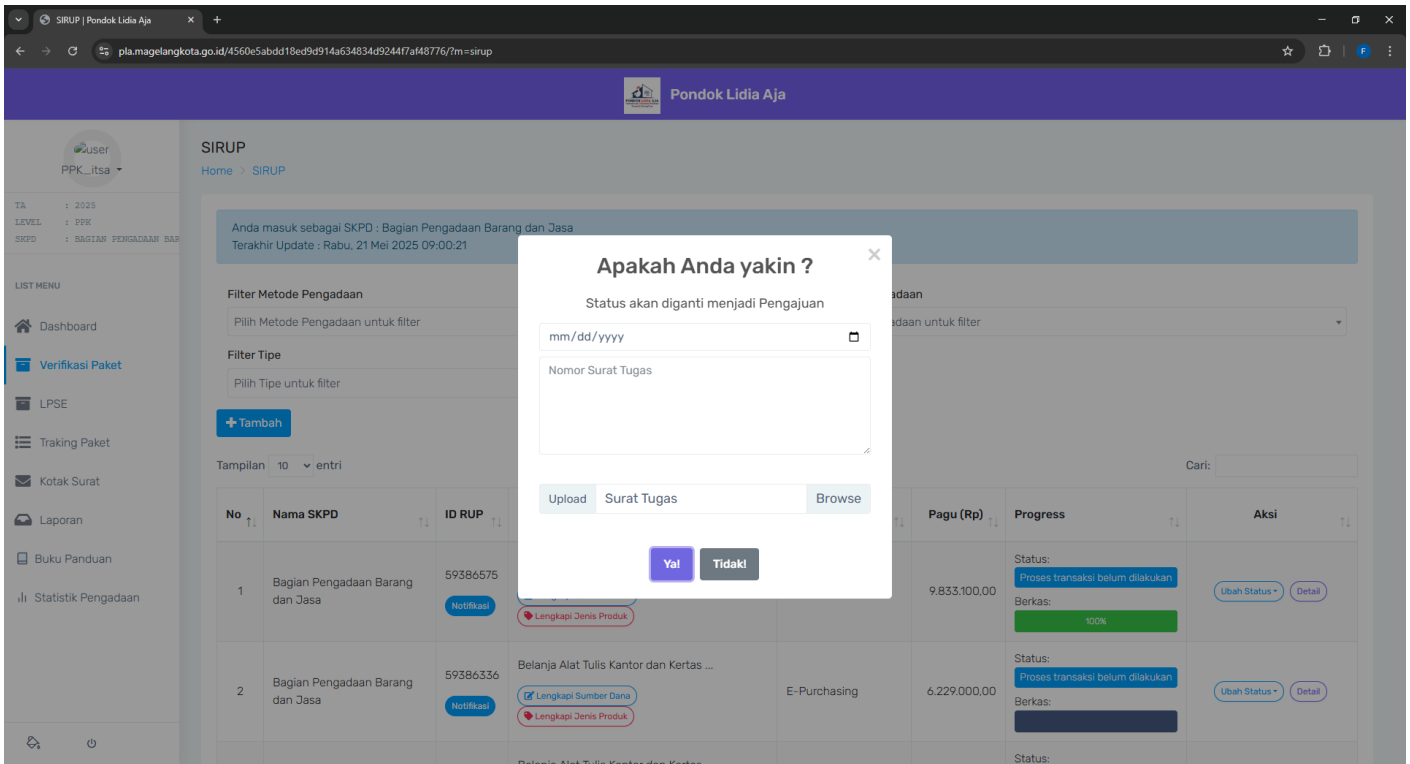 SIRUP | Pondok Lidia Aja
pla.magelangkota.go.id/4560e5abdd18ed9d914a634834d9244f7af48776/?m=sirup
F
Pondok Lidia Aja
user
PPK_itsa
TA : 2025
LEVEL : PPK
SKPD : BAGIAN PENGADAAN BAR
LIST MENU
Dashboard
Verifikasi Paket
LPSE
Traking Paket
Kotak Surat
Laporan
Buku Panduan
Statistik Pengadaan
SIRUP
Home > SIRUP
Anda masuk sebagai SKPD : Bagian Pengadaan Barang dan Jasa
Terakhir Update : Rabu, 21 Mei 2025 09:00:21
Filter Metode Pengadaan
adaan
Pilih Metode Pengadaan untuk filter
adaan untuk filter
Filter Tipe
Pilih Tipe untuk filter
Tambah
Tampilan 10 entri
Cari:
Apakah Anda yakin ?
×
Status akan diganti menjadi Pengajuan
mm/dd/yyyy
Nomor Surat Tugas
Upload Surat Tugas Browse
Ya! Tidak!
No Nama SKPD ID RUP Pagu (Rp) Progress Aksi
1 Bagian Pengadaan Barang dan Jasa 59386575 Notifikasi
Lengkapi Jenis Produk
9.833.100,00
Status:
Proses transaksi belum dilakukan
Berkas:
100%
Ubah Status Detail
2 Bagian Pengadaan Barang dan Jasa 59386336 Notifikasi
Belanja Alat Tulis Kantor dan Kertas ...
Lengkapi Sumber Dana
Lengkapi Jenis Produk
E-Purchasing
6.229.000,00
Status:
Proses transaksi belum dilakukan
Berkas:
Ubah Status Detail
Status: